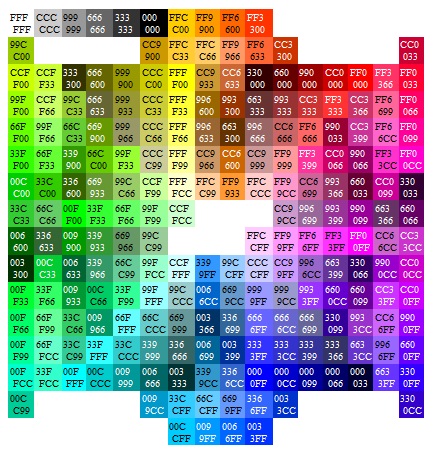 FFF CCC 999 666 333 000 FFC FF9 FF6 FF3
FFF CCC 999 666 333 000 C00 900 600 300
99C CC9 FFC FFC FF9 FF6 CC3 CC0
C00 900 C33 C66 966 633 300 033
CCF CCF 333 666 999 CCC FFF CC9 CC6 330 660 990 CC0 FF0 FF3 FF0
F00 F33 300 600 900 C00 F00 933 633 000 000 000 000 000 366 033
99F CCF 99C 666 999 CCC FFF 996 993 663 993 CC3 FF3 CC3 FF6 FF0
F00 F66 C33 633 933 C33 F33 600 300 333 333 333 333 366 699 066
66F 99F 66C 669 999 CCC FFF 996 663 996 CC6 FF6 990 CC3 FF6 FF0
F00 F66 C33 900 966 C66 F66 633 300 666 666 666 033 399 6CC 099
33F 66F 339 66C 99F CCC FFF CC9 CC6 CC9 FF9 FF3 CC0 990 FF3 FF0
F00 F33 900 C00 F33 C99 F99 966 600 999 999 399 066 066 3CC 0CC
00C 33C 336 669 99C CCF FFF FFC FF9 FFC FF9 CC6 993 660 CC0 330
C00 C00 600 933 C66 F99 FCC C99 933 CCC 9CC 699 366 033 099 033
33C 66C 00F 33F 66F 99F CCF CC9 996 993 990 663 660
C33 C66 F00 F33 F66 F99 FCC 9CC 699 399 099 366 066
006 336 009 339 669 99C FFC FF9 FF6 FF3 FF0 CC6 CC3
600 633 900 933 966 C99 CFF 9FF 6FF 3FF 0FF 6CC 3CC
003 00C 006 339 66C 99F CCF 339 99C CCC CC9 996 663 330 990 CC0
300 C33 633 966 C99 FCC FFF 9FF CFF CFF 9FF 6CC 399 066 0CC 0CC
00F 33F 009 00C 66F 99F 99C 006 669 999 999 993 660 660 CC3 CC0
F33 F66 933 C66 F99 FFF CCC 6CC 9CC 9FF 9CC 3FF 0CC 099 3FF 0FF
00F 66F 33C 009 66F 66C 669 003 336 666 666 666 330 993 CC6 990
F66 F99 C66 966 FFF CCC 999 366 699 6FF 6CC 699 099 3CC 6FF 0FF
00F 66F 33C 33F 33C 339 336 006 003 333 333 333 333 663 996 660
F99 FCC C99 FFF CCC 999 666 699 399 3FF 3CC 399 366 3CC 6FF 0FF
00F 33F 00F 00C 009 006 003 339 336 000 000 000 000 000 663 330
FCC FCC FFF CCC 999 666 333 9CC 6CC 0FF 0CC 099 066 033 3FF 0FF
00C 009 33C 66C 669 336 003 330
C99 9CC CFF CFF 9FF 6FF 3CC 0CC
00C 009 006 003
CFF 9FF 6FF 3FF